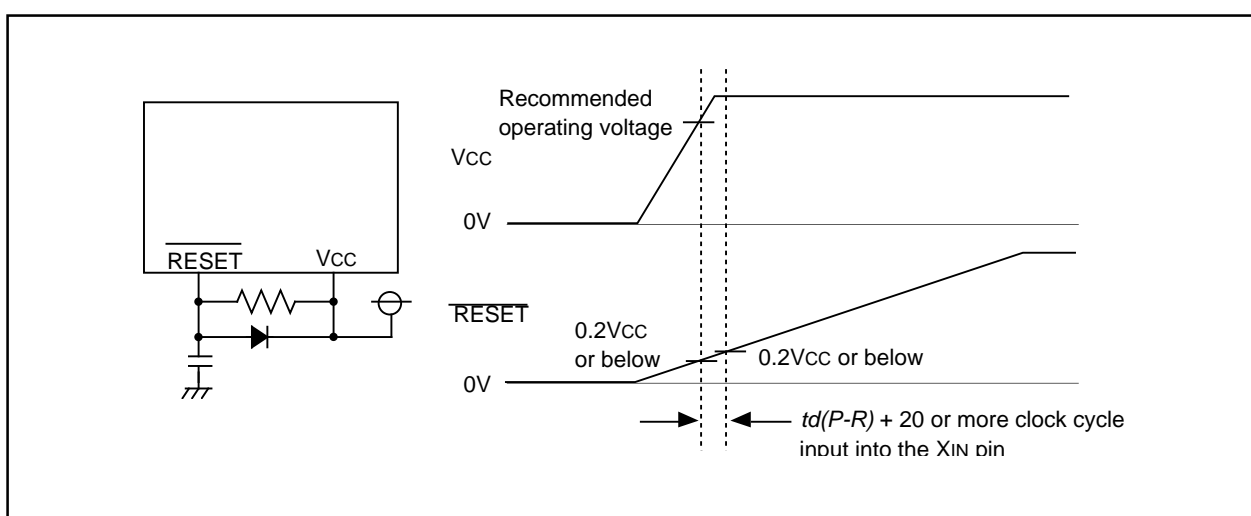 Recommended
operating voltage
VCC
0V
RESET
VCC
RESET
0.2VCC
or below
0.2VCC or below
0V
td(P-R) + 20 or more clock cycle
input into the XIN pin